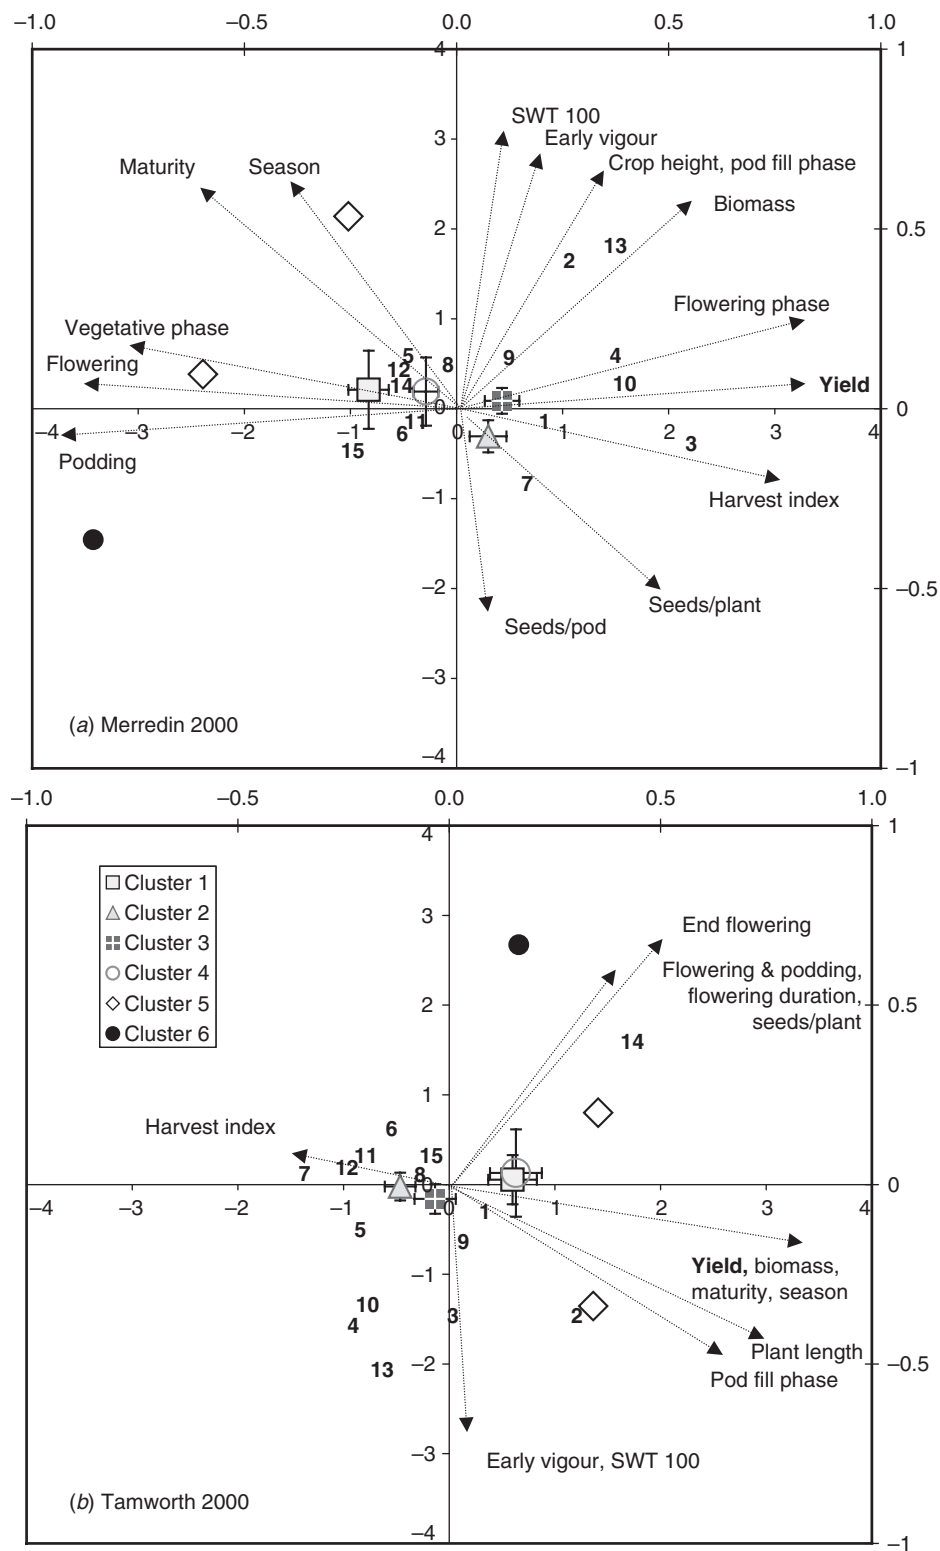 –1.0 –0.5 0.0 0.5 1.0
4 1
SWT 100
3 Early vigour
Crop height, pod fill phase
Maturity Season
Biomass
2 0.5
13
2
Flowering phase
1
Vegetative phase
5 9 4
Flowering 8
12
14 10 Yield
0 0
11 1
–4 –3 –2 –1 0 1 2 3 4
6 3
15
Podding
7
–1 Harvest index
–2 –0.5
Seeds/plant
Seeds/pod
–3
(a) Merredin 2000
–4
–1
–1.0 –0.5 0.0 0.5 1.0
4 1
Cluster 1
Cluster 2
3 End flowering
Cluster 3
Cluster 4
Flowering & podding,
flowering duration,
Cluster 5
2 0.5
seeds/plant
Cluster 6
14
1
Harvest index 6
11 15
12
7 8
0 0
–4 –3 –2 –1 0 1 2 3 4
5 9
Yield, biomass,
–1
maturity, season
10 3 2
4
Plant length
–2 –0.5
13 Pod fill phase
–3
Early vigour, SWT 100
(b) Tamworth 2000
–4
–1